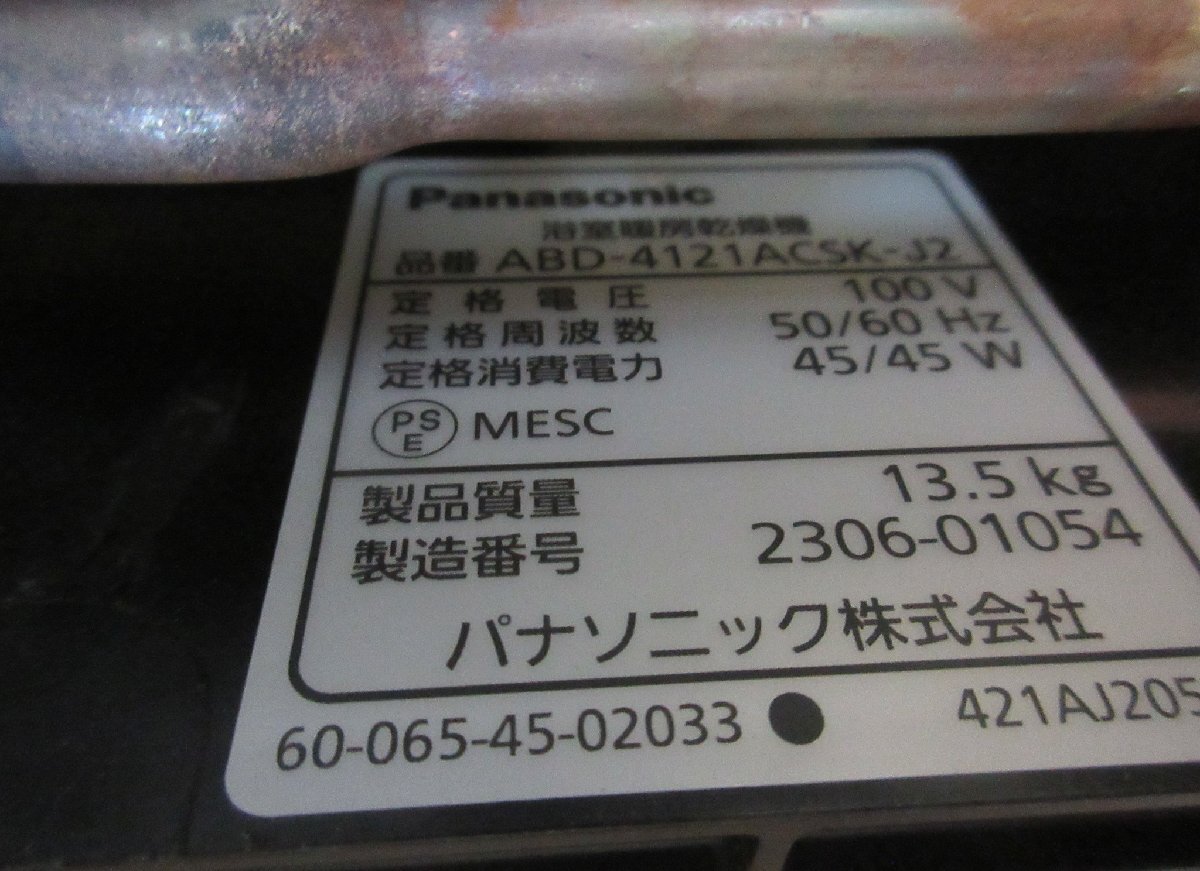 Panasonic
浴室暖房乾燥機
品番 ABD-4121ACSK-J2
定格電圧 100 V
定格周波数 50/60 Hz
定格消費電力 45/45 W
PSE MESC
製品質量 13.5 kg
製造番号 2306-01054
パナソニック株式会社
60-065-45-02033 ● 421AJ205